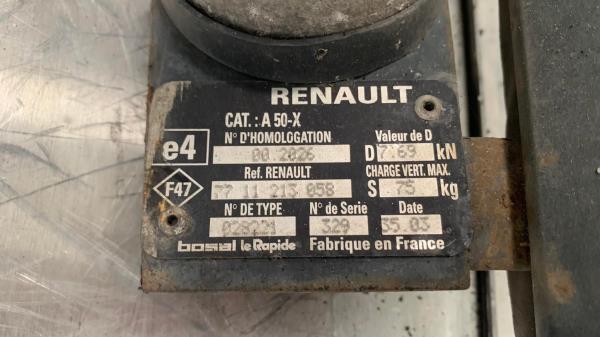 RENAULT
CAT. : A 50-X
e4
N° D'HOMOLOGATION
00.2026
Valeur de D
D 7.69 kN
F47
Ref. RENAULT
77 11 213 058
CHARGE VERT. MAX.
S 75 kg
N° DE TYPE
N° de Serie
329
Date
35.03
bosal le Rapide Fabrique en France